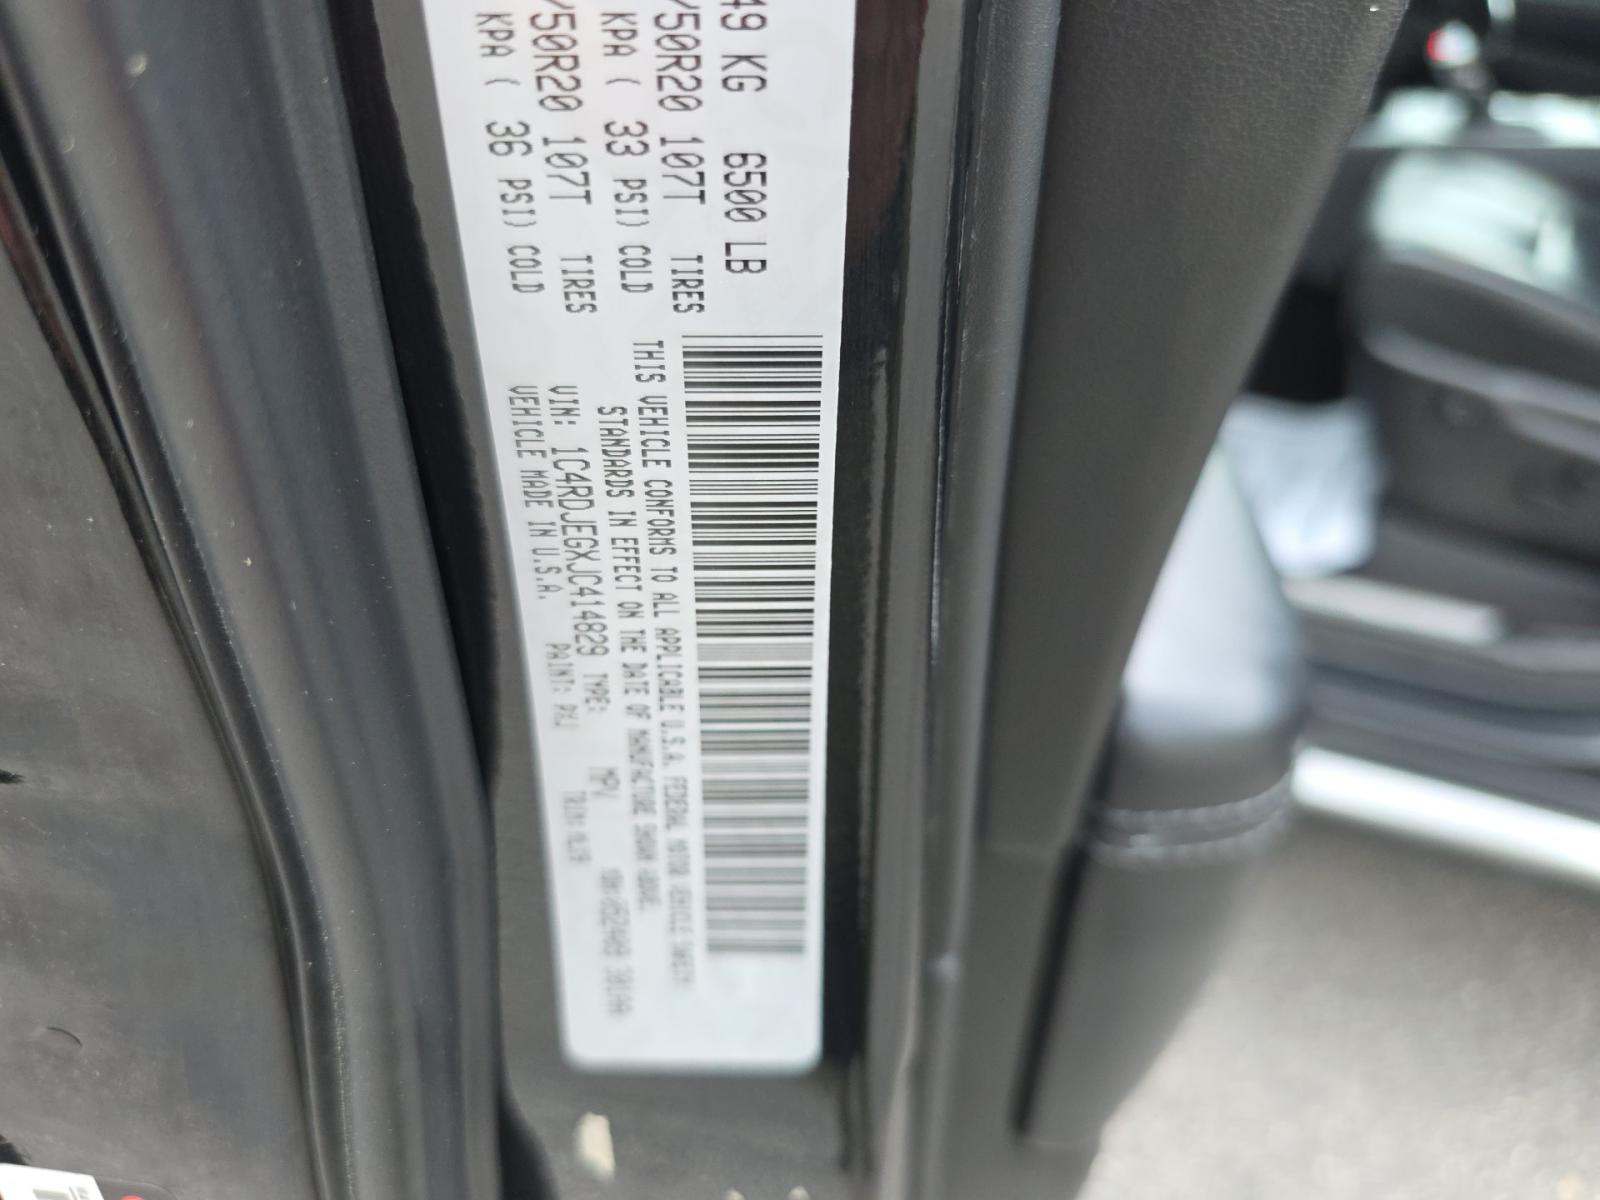 49 KG 6500 LB
/50R20 107T TIRES
KPA ( 33 PSI) COLD
/50R20 107T TIRES
KPA ( 36 PSI) COLD
THIS VEHICLE CONFORMS TO ALL APPLICABLE U.S.A. FEDERAL MOTOR VEHICLE SAFETY
STANDARDS IN EFFECT ON THE DATE OF MANUFACTURE SHOWN ABOVE.
VIN: 1C4RDJEGXJC414829 TYPE: MPV
VEHICLE MADE IN U.S.A. PAINT: PXJ